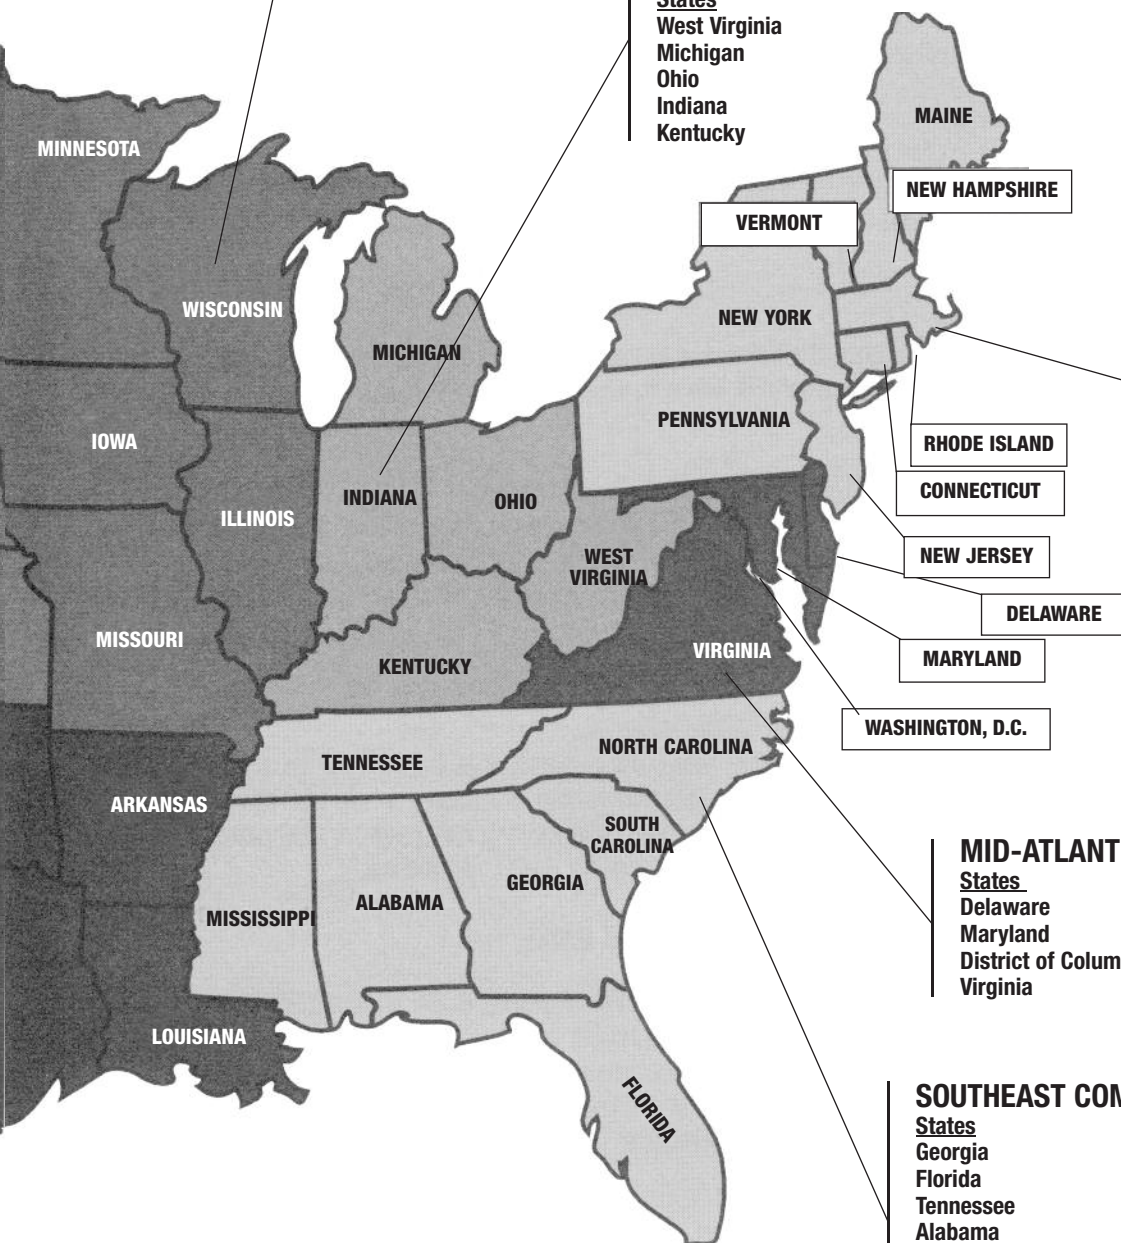 States
West Virginia
Michigan
Ohio
Indiana
Kentucky
MAINE
MINNESOTA
NEW HAMPSHIRE
VERMONT
WISCONSIN
NEW YORK
MICHIGAN
PENNSYLVANIA
IOWA
RHODE ISLAND
CONNECTICUT
INDIANA
OHIO
ILLINOIS
NEW JERSEY
WEST
VIRGINIA
DELAWARE
MISSOURI
VIRGINIA
MARYLAND
KENTUCKY
WASHINGTON, D.C.
NORTH CAROLINA
TENNESSEE
ARKANSAS
SOUTH
CAROLINA
GEORGIA
ALABAMA
MISSISSIPPI
MID-ATLANT
States
Delaware
Maryland
District of Colum
Virginia
LOUISIANA
FLORIDA
SOUTHEAST COM
States
Georgia
Florida
Tennessee
Alabama